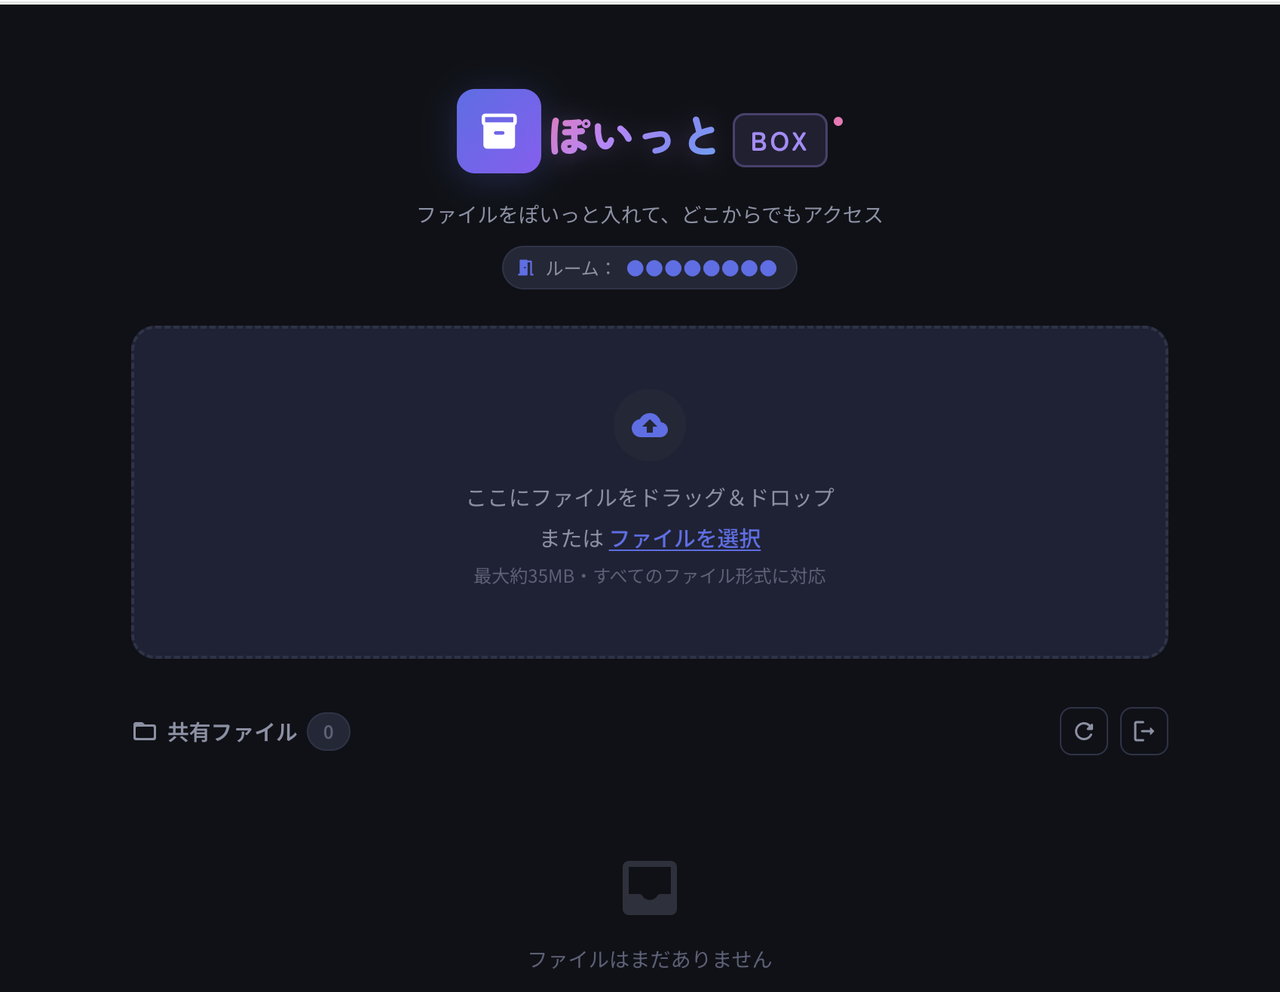 ぽいっと BOX
ファイルをぽいっと入れて、どこからでもアクセス
ルーム： ●●●●●●●●
ここにファイルをドラッグ＆ドロップ
または ファイルを選択
最大約35MB・すべてのファイル形式に対応
共有ファイル 0
ファイルはまだありません